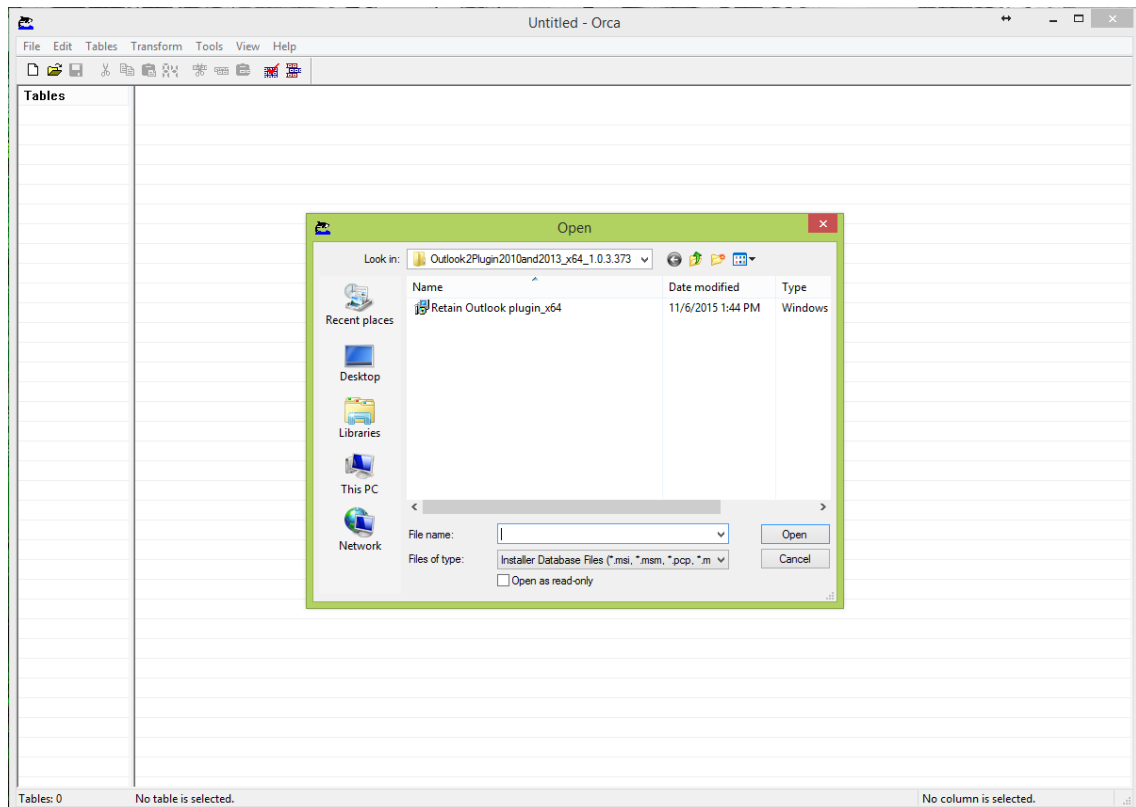 Untitled - Orca
File Edit Tables Transform Tools View Help
Tables
Open
Look in: Outlook2Plugin2010and2013_x64_1.0.3.373
Name Date modified Type
Retain Outlook plugin_x64 11/6/2015 1:44 PM Windows
Recent places
Desktop
Libraries
This PC
Network
File name: Open
Files of type: Installer Database Files (*.msi, *.msm, *.pcp, *.m Cancel
Open as read-only
Tables: 0 No table is selected. No column is selected.